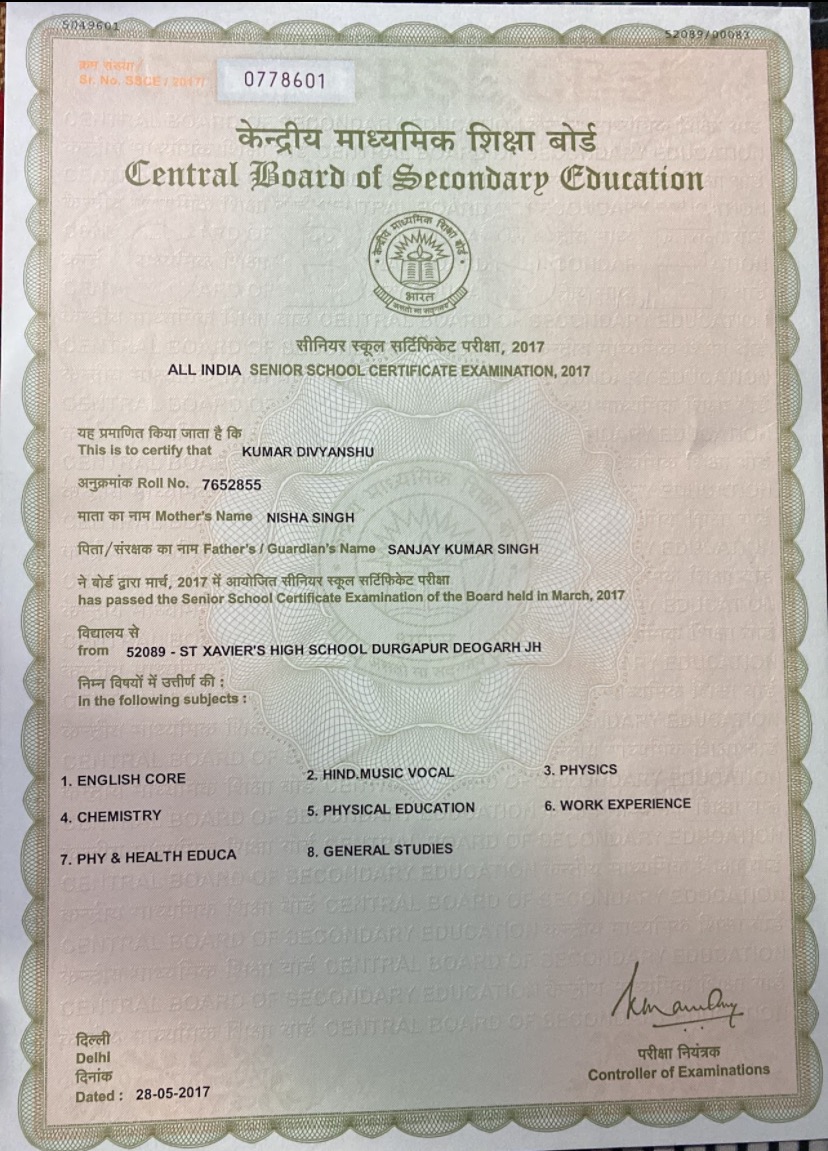 5049601
52089/00083
क्रम संख्या/
Sr. No. SSCE / 2017/ 0778601
केन्द्रीय माध्यमिक शिक्षा बोर्ड
Central Board of Secondary Education
केन्द्रीय माध्यमिक शिक्षा बोर्ड
भारत
असतो मा सद्गमय
सीनियर स्कूल सर्टिफिकेट परीक्षा, 2017
ALL INDIA SENIOR SCHOOL CERTIFICATE EXAMINATION, 2017
यह प्रमाणित किया जाता है कि
This is to certify that KUMAR DIVYANSHU
अनुक्रमांक Roll No. 7652855
माता का नाम Mother's Name NISHA SINGH
पिता/संरक्षक का नाम Father's / Guardian's Name SANJAY KUMAR SINGH
ने बोर्ड द्वारा मार्च, 2017 में आयोजित सीनियर स्कूल सर्टिफिकेट परीक्षा
has passed the Senior School Certificate Examination of the Board held in March, 2017
विद्यालय से
from 52089 - ST XAVIER'S HIGH SCHOOL DURGAPUR DEOGARH JH
निम्न विषयों में उत्तीर्ण की :
In the following subjects :
1. ENGLISH CORE 2. HIND.MUSIC VOCAL 3. PHYSICS
4. CHEMISTRY 5. PHYSICAL EDUCATION 6. WORK EXPERIENCE
7. PHY & HEALTH EDUCA 8. GENERAL STUDIES
दिल्ली
Delhi
दिनांक
Dated : 28-05-2017
परीक्षा नियंत्रक
Controller of Examinations